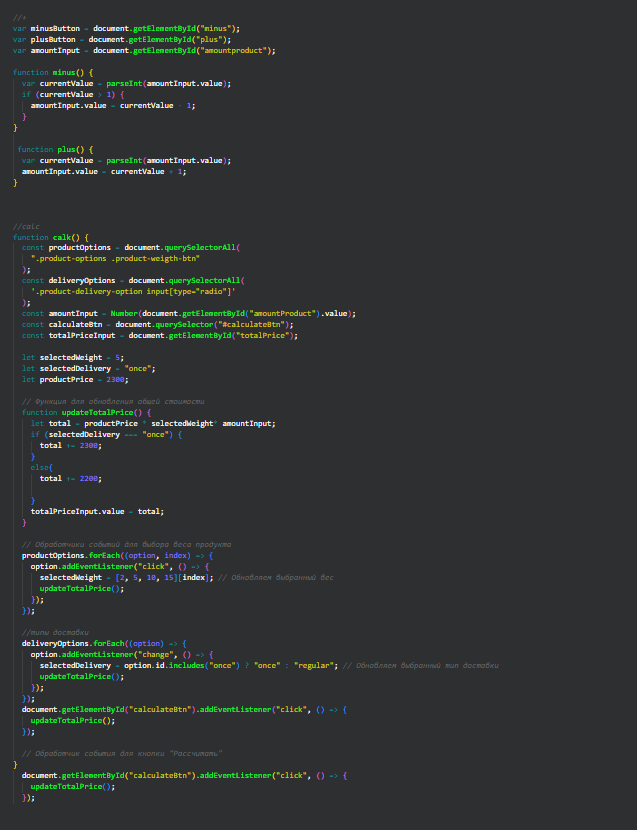 //+
var minusButton = document.getElementById("minus");
var plusButton = document.getElementById("plus");
var amountInput = document.getElementById("amountproduct");
function minus() {
var currentValue = parseInt(amountInput.value);
if (currentValue > 1) {
amountInput.value = currentValue - 1;
}
}
function plus() {
var currentValue = parseInt(amountInput.value);
amountInput.value = currentValue + 1;
}
//calc
function calk() {
const productOptions = document.querySelectorAll(
".product-options .product-weigth-btn"
);
const deliveryOptions = document.querySelectorAll(
'.product-delivery-option input[type="radio"]'
);
const amountInput = Number(document.getElementById("amountProduct").value);
const calculateBtn = document.querySelector("#calculateBtn");
const totalPriceInput = document.getElementById("totalPrice");
let selectedWeight = 5;
let selectedDelivery = "once";
let productPrice = 2300;
// Функция для обновления общей стоимости
function updateTotalPrice() {
let total = productPrice * selectedWeight* amountInput;
if (selectedDelivery === "once") {
total += 2300;
}
else{
total += 2200;
}
totalPriceInput.value = total;
}
// Обработчики событий для выбора веса продукта
productOptions.forEach((option, index) => {
option.addEventListener("click", () => {
selectedWeight = [2, 5, 10, 15][index]; // Обновляем выбранный вес
updateTotalPrice();
});
});
//типы доставки
deliveryOptions.forEach((option) => {
option.addEventListener("change", () => {
selectedDelivery = option.id.includes("once") ? "once" : "regular"; // Обновляем выбранный тип доставки
updateTotalPrice();
});
});
document.getElementById("calculateBtn").addEventListener("click", () => {
updateTotalPrice();
});
// Обработчик события для кнопки "Рассчитать"
}
document.getElementById("calculateBtn").addEventListener("click", () => {
updateTotalPrice();
});